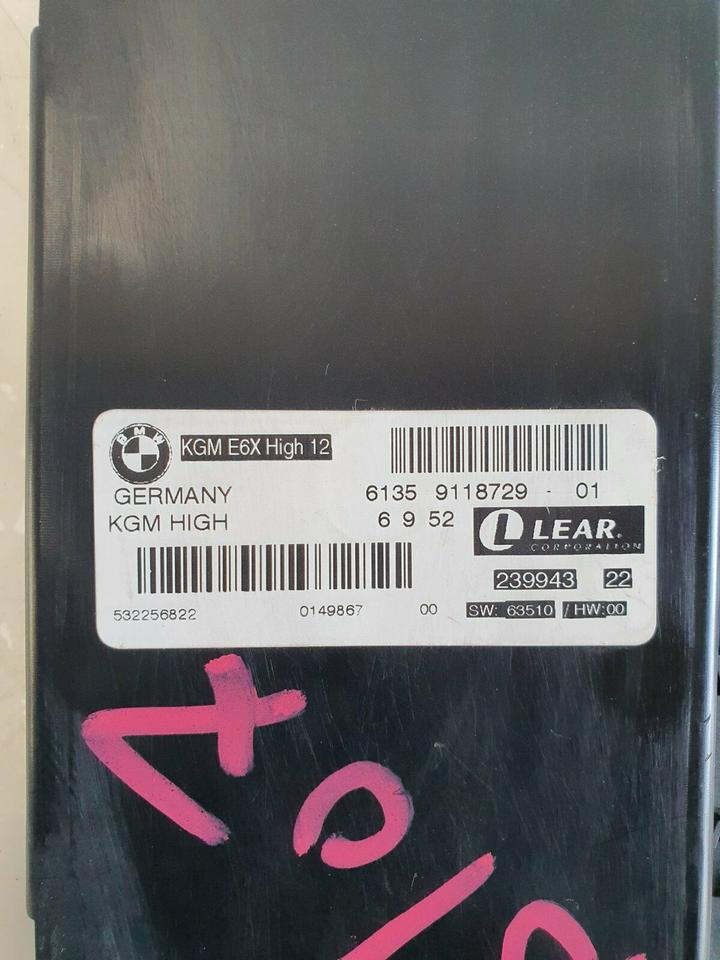 BMW
KGM E6X High 12
GERMANY
6135 9118729 - 01
KGM HIGH
6 9 52
LEAR.
CORPORATION
239943 22
532256822 0149867 00
SW: 63510 / HW:00